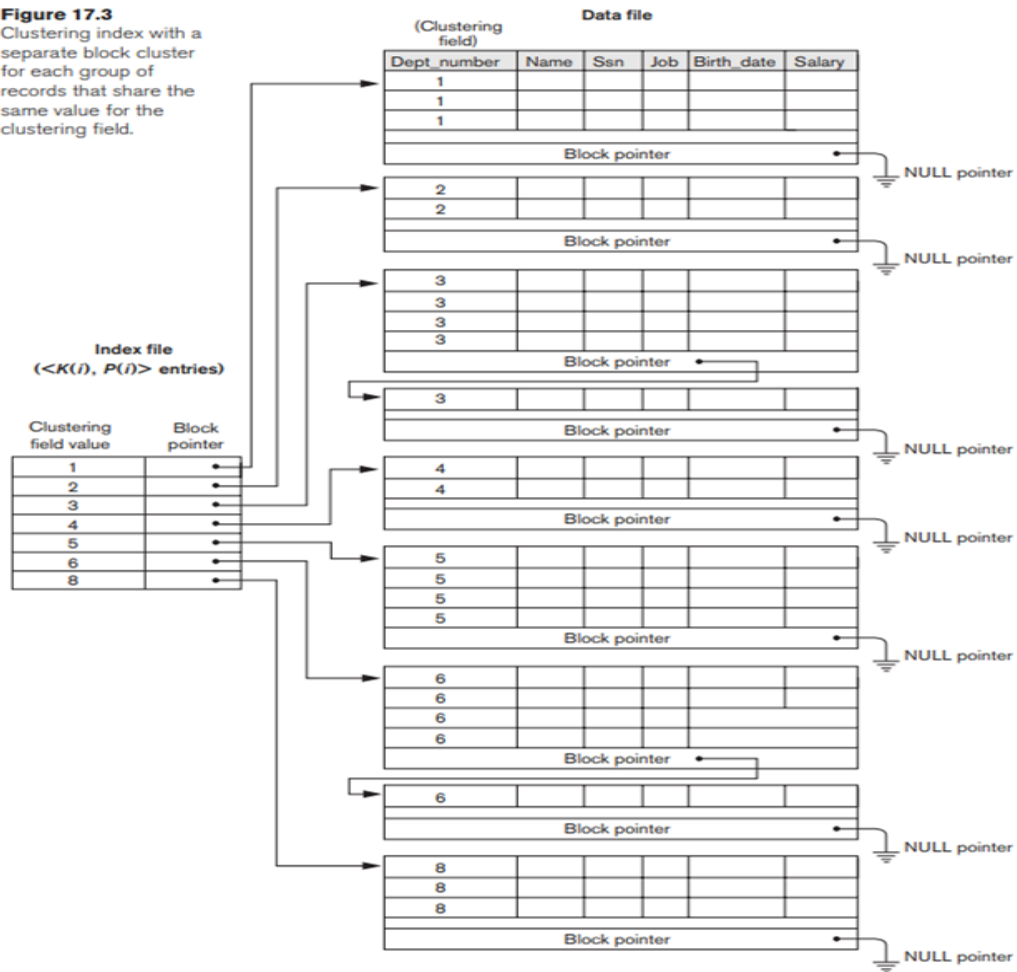 Figure 17.3
Clustering index with a
separate block cluster
for each group of
records that share the
same value for the
clustering field.
Data file
(Clustering
field)
Dept_number Name Ssn Job Birth_date Salary
1
1
1
Block pointer
NULL pointer
2
2
Block pointer
NULL pointer
3
3
3
3
Block pointer
3
Block pointer
NULL pointer
4
4
Block pointer
NULL pointer
5
5
5
5
Block pointer
NULL pointer
6
6
6
6
Block pointer
6
Block pointer
NULL pointer
8
8
8
Block pointer
NULL pointer
Index file
(<K(i), P(i)> entries)
Clustering
field value
Block
pointer
1
2
3
4
5
6
8